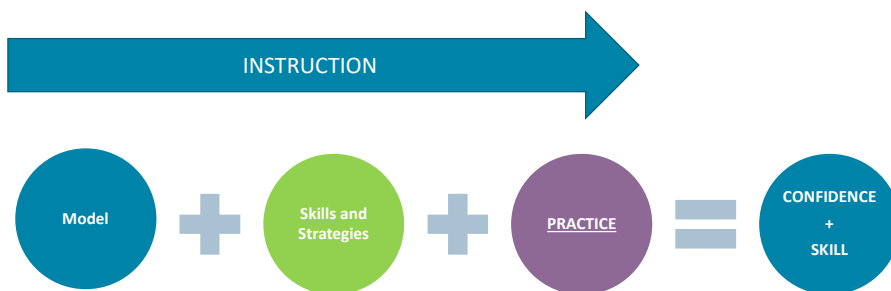 INSTRUCTION
Model
Skills and
Strategies
PRACTICE
CONFIDENCE
+
SKILL